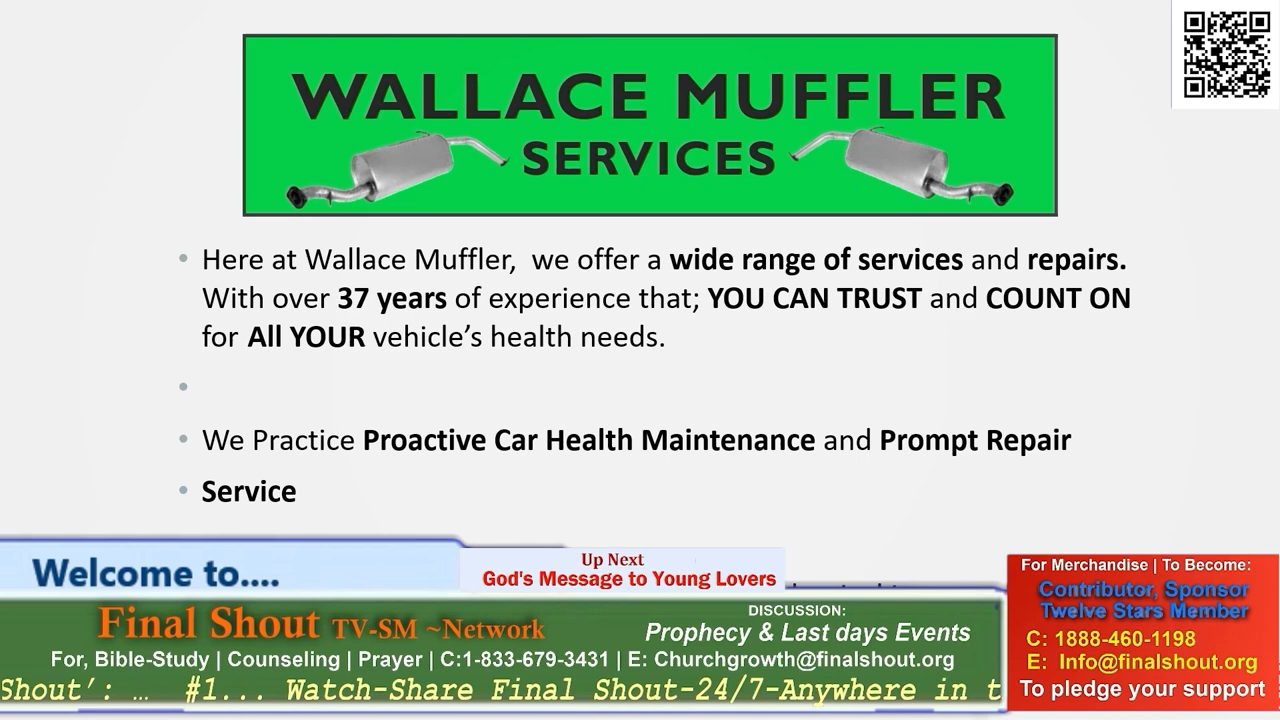 WALLACE MUFFLER
SERVICES
Here at Wallace Muffler, we offer a wide range of services and repairs.
With over 37 years of experience that; YOU CAN TRUST and COUNT ON
for All YOUR vehicle’s health needs.
We Practice Proactive Car Health Maintenance and Prompt Repair
Service
Welcome to....
Up Next
God's Message to Young Lovers
Final Shout TV-SM ~Network
DISCUSSION:
Prophecy & Last days Events
For, Bible-Study | Counseling | Prayer | C:1-833-679-3431 | E: Churchgrowth@finalshout.org
Shout’: … #1... Watch-Share Final Shout-24/7-Anywhere in t
For Merchandise | To Become:
Contributor, Sponsor
Twelve Stars Member
C: 1888-460-1198
E: Info@finalshout.org
To pledge your support